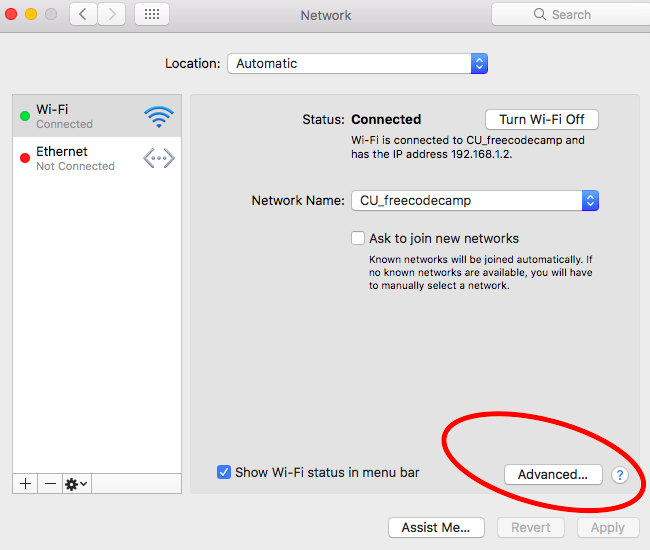 Network
Search
Location: Automatic
Wi-Fi
Connected
Ethernet
Not Connected
Status: Connected
Turn Wi-Fi Off
Wi-Fi is connected to CU_freecodecamp and
has the IP address 192.168.1.2.
Network Name: CU_freecodecamp
Ask to join new networks
Known networks will be joined automatically. If
no known networks are available, you will have
to manually select a network.
Show Wi-Fi status in menu bar
Advanced...
?
Assist Me...
Revert
Apply